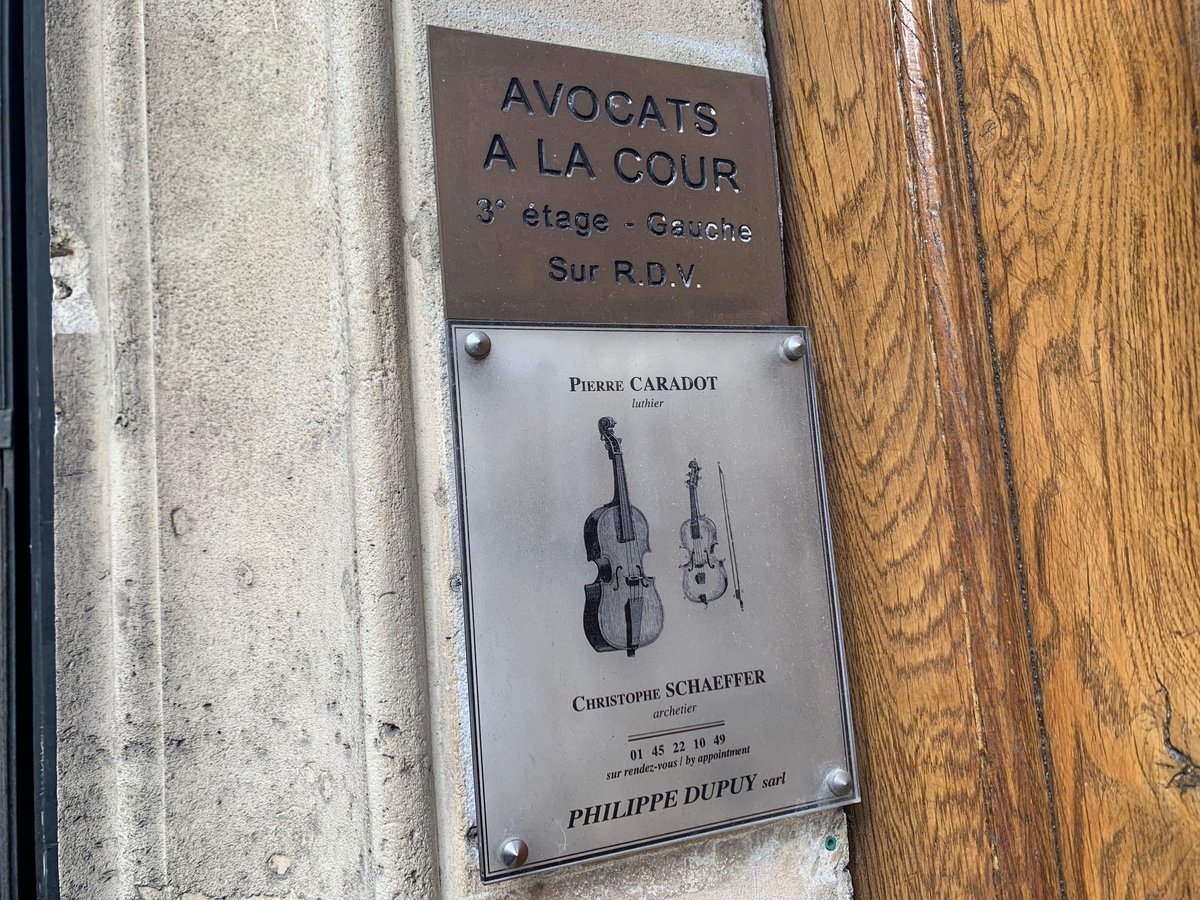 AVOCATS
A LA COUR
3° étage - Gauche
Sur R.D.V.
PIERRE CARADOT
luthier
CHRISTOPHE SCHAEFFER
archetier
01 45 22 10 49
sur rendez-vous / by appointment
PHILIPPE DUPUY sarl